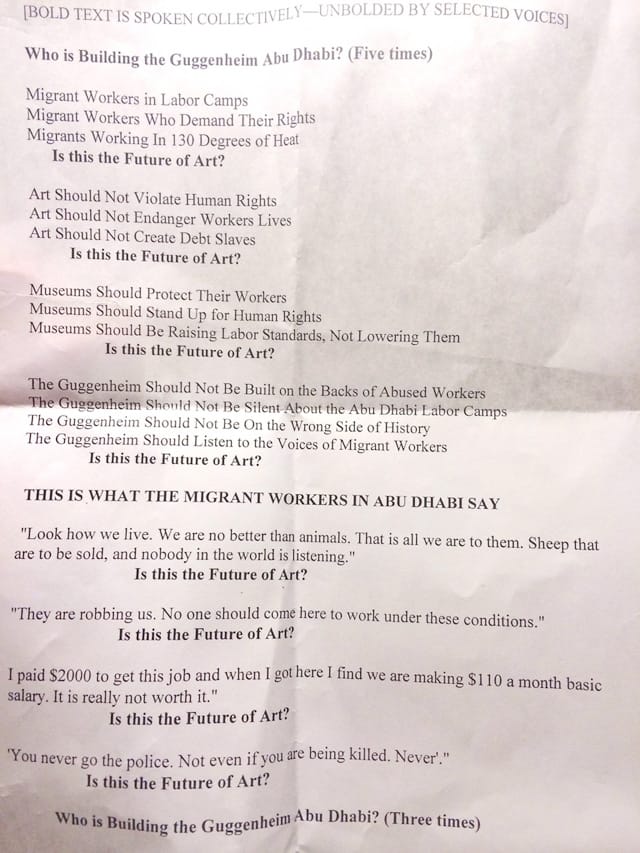 [BOLD TEXT IS SPOKEN COLLECTIVELY—UNBOLDED BY SELECTED VOICES]
Who is Building the Guggenheim Abu Dhabi? (Five times)
Migrant Workers in Labor Camps
Migrant Workers Who Demand Their Rights
Migrants Working In 130 Degrees of Heat
Is this the Future of Art?
Art Should Not Violate Human Rights
Art Should Not Endanger Workers Lives
Art Should Not Create Debt Slaves
Is this the Future of Art?
Museums Should Protect Their Workers
Museums Should Stand Up for Human Rights
Museums Should Be Raising Labor Standards, Not Lowering Them
Is this the Future of Art?
The Guggenheim Should Not Be Built on the Backs of Abused Workers
The Guggenheim Should Not Be Silent About the Abu Dhabi Labor Camps
The Guggenheim Should Not Be On the Wrong Side of History
The Guggenheim Should Listen to the Voices of Migrant Workers
Is this the Future of Art?
THIS IS WHAT THE MIGRANT WORKERS IN ABU DHABI SAY
"Look how we live. We are no better than animals. That is all we are to them. Sheep that
are to be sold, and nobody in the world is listening."
Is this the Future of Art?
"They are robbing us. No one should come here to work under these conditions."
Is this the Future of Art?
I paid $2000 to get this job and when I got here I find we are making $110 a month basic
salary. It is really not worth it."
Is this the Future of Art?
'You never go the police. Not even if you are being killed. Never'."
Is this the Future of Art?
Who is Building the Guggenheim Abu Dhabi? (Three times)